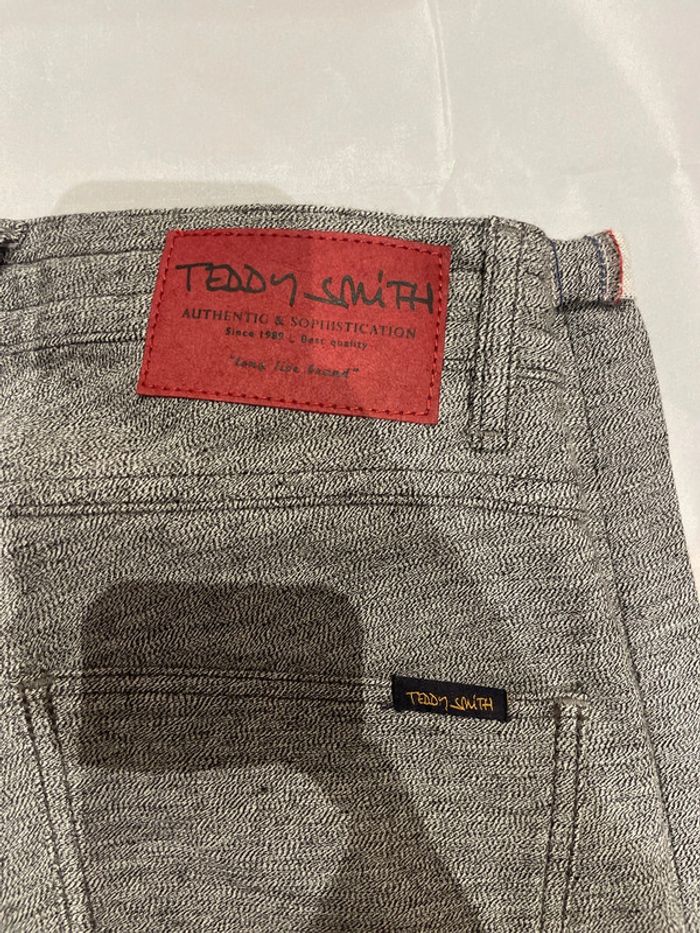 TEDDY SMITH
AUTHENTIC & SOPHISTICATION
Since 1989 Best quality
"Long live brand"
TEDDY SMITH